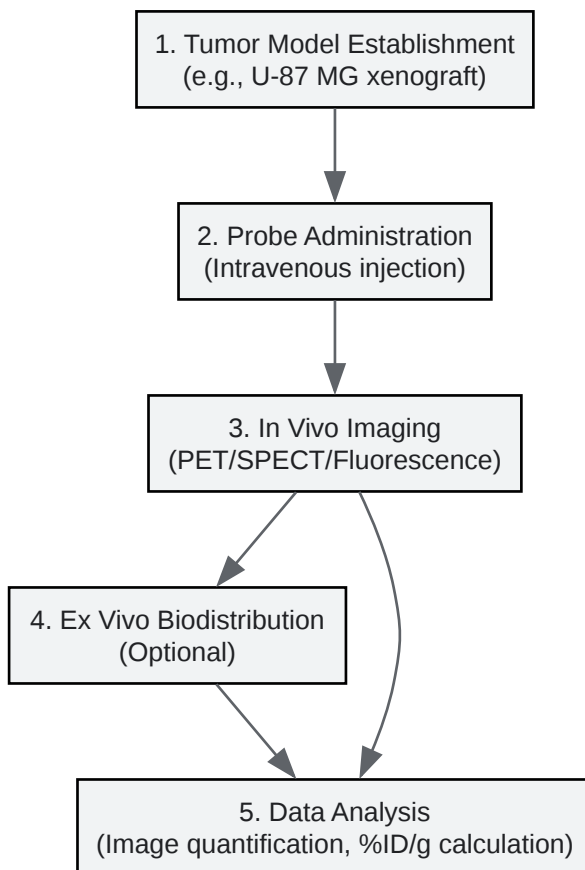 1. Tumor Model Establishment
(e.g., U-87 MG xenograft)
2. Probe Administration
(Intravenous injection)
3. In Vivo Imaging
(PET/SPECT/Fluorescence)
4. Ex Vivo Biodistribution
(Optional)
5. Data Analysis
(Image quantification, %ID/g calculation)